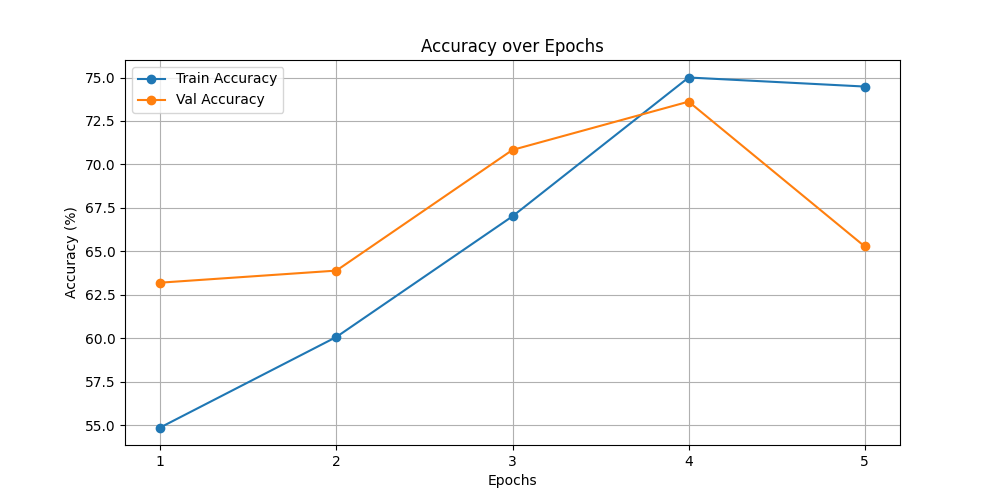 Accuracy over Epochs
Train Accuracy
Val Accuracy
75.0
72.5
70.0
67.5
65.0
62.5
60.0
57.5
55.0
Accuracy (%)
1 2 3 4 5
Epochs